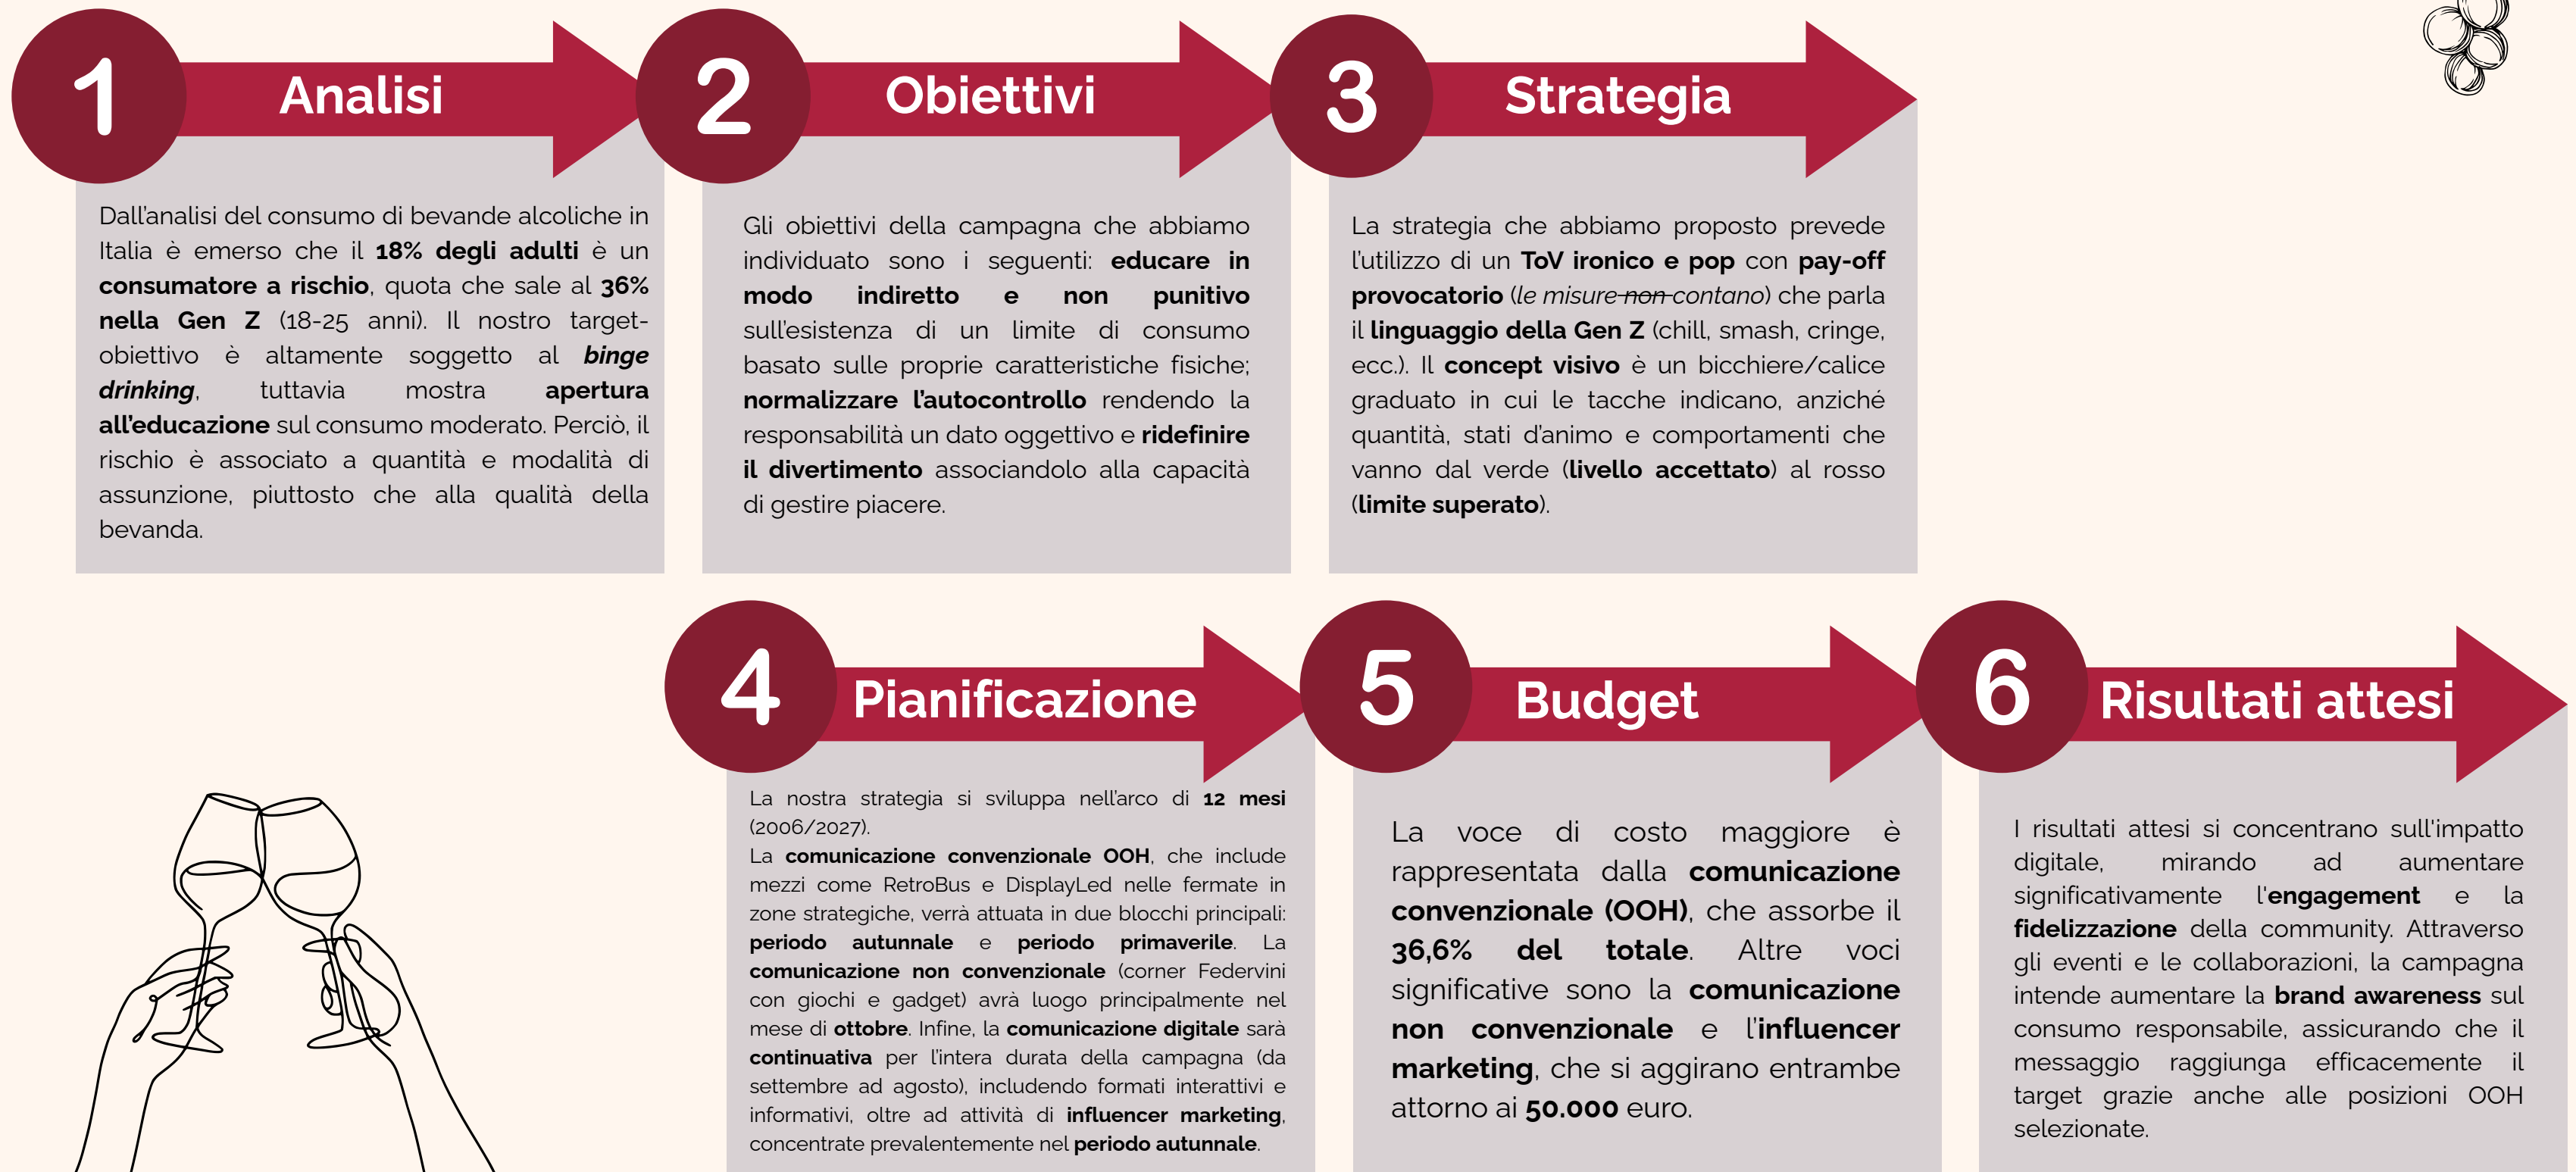 1
Analisi
Dall'analisi del consumo di bevande alcoliche in
Italia è emerso che il 18% degli adulti è un
consumatore a rischio, quota che sale al 36%
nella Gen Z (18-25 anni). Il nostro target-
obiettivo è altamente soggetto al binge
drinking, tuttavia mostra apertura
all'educazione sul consumo moderato. Perciò, il
rischio è associato a quantità e modalità di
assunzione, piuttosto che alla qualità della
bevanda.
2
Obiettivi
Gli obiettivi della campagna che abbiamo
individuato sono i seguenti: educare in
modo indiretto e non punitivo
sull'esistenza di un limite di consumo
basato sulle proprie caratteristiche fisiche;
normalizzare l'autocontrollo rendendo la
responsabilità un dato oggettivo e ridefinire
il divertimento associandolo alla capacità
di gestire piacere.
3
Strategia
La strategia che abbiamo proposto prevede
l'utilizzo di un ToV ironico e pop con pay-off
provocatorio (le misure non contano) che parla
il linguaggio della Gen Z (chill, smash, cringe,
ecc.). Il concept visivo è un bicchiere/calice
graduato in cui le tacche indicano, anziché
quantità, stati d'animo e comportamenti che
vanno dal verde (livello accettato) al rosso
(limite superato).
4
Pianificazione
La nostra strategia si sviluppa nell'arco di 12 mesi
(2006/2027).
La comunicazione convenzionale OOH, che include
mezzi come RetroBus e DisplayLed nelle fermate in
zone strategiche, verrà attuata in due blocchi principali:
periodo autunnale e periodo primaverile. La
comunicazione non convenzionale (corner Federvini
con giochi e gadget) avrà luogo principalmente nel
mese di ottobre. Infine, la comunicazione digitale sarà
continuativa per l'intera durata della campagna (da
settembre ad agosto), includendo formati interattivi e
informativi, oltre ad attività di influencer marketing,
concentrate prevalentemente nel periodo autunnale.
5
Budget
La voce di costo maggiore è
rappresentata dalla comunicazione
convenzionale (OOH), che assorbe il
36,6% del totale. Altre voci
significative sono la comunicazione
non convenzionale e l'influencer
marketing, che si aggirano entrambe
attorno ai 50.000 euro.
6
Risultati attesi
I risultati attesi si concentrano sull'impatto
digitale, mirando ad aumentare
significativamente l'engagement e la
fidelizzazione della community. Attraverso
gli eventi e le collaborazioni, la campagna
intende aumentare la brand awareness sul
consumo responsabile, assicurando che il
messaggio raggiunga efficacemente il
target grazie anche alle posizioni OOH
selezionate.